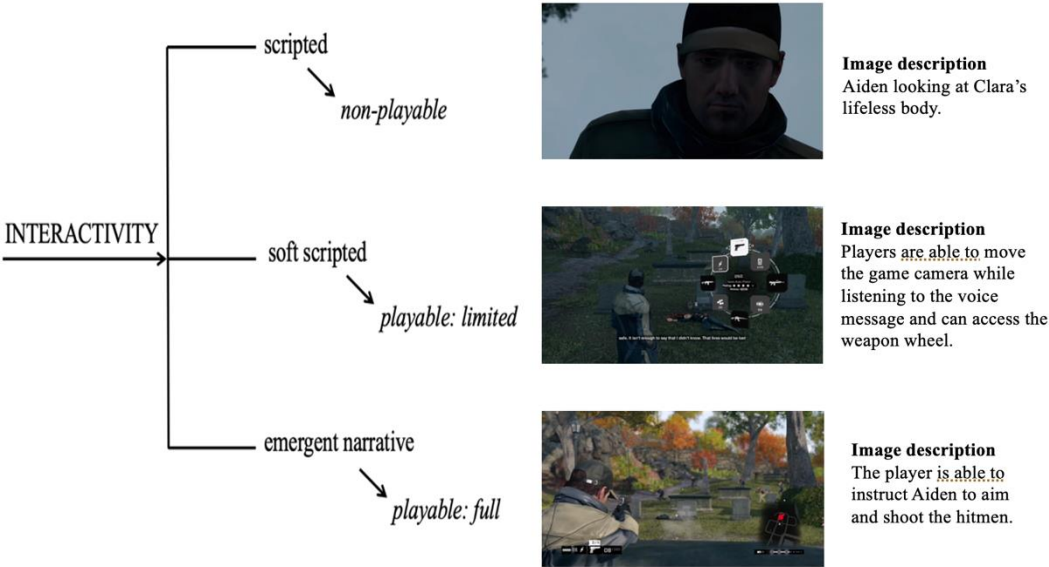 scripted
non-playable
Image description
Aiden looking at Clara's
lifeless body.
INTERACTIVITY
soft scripted
playable: limited
Image description
Players are able to move
the game camera while
listening to the voice
message and can access the
weapon wheel.
emergent narrative
playable: full
Image description
The player is able to
instruct Aiden to aim
and shoot the hitmen.